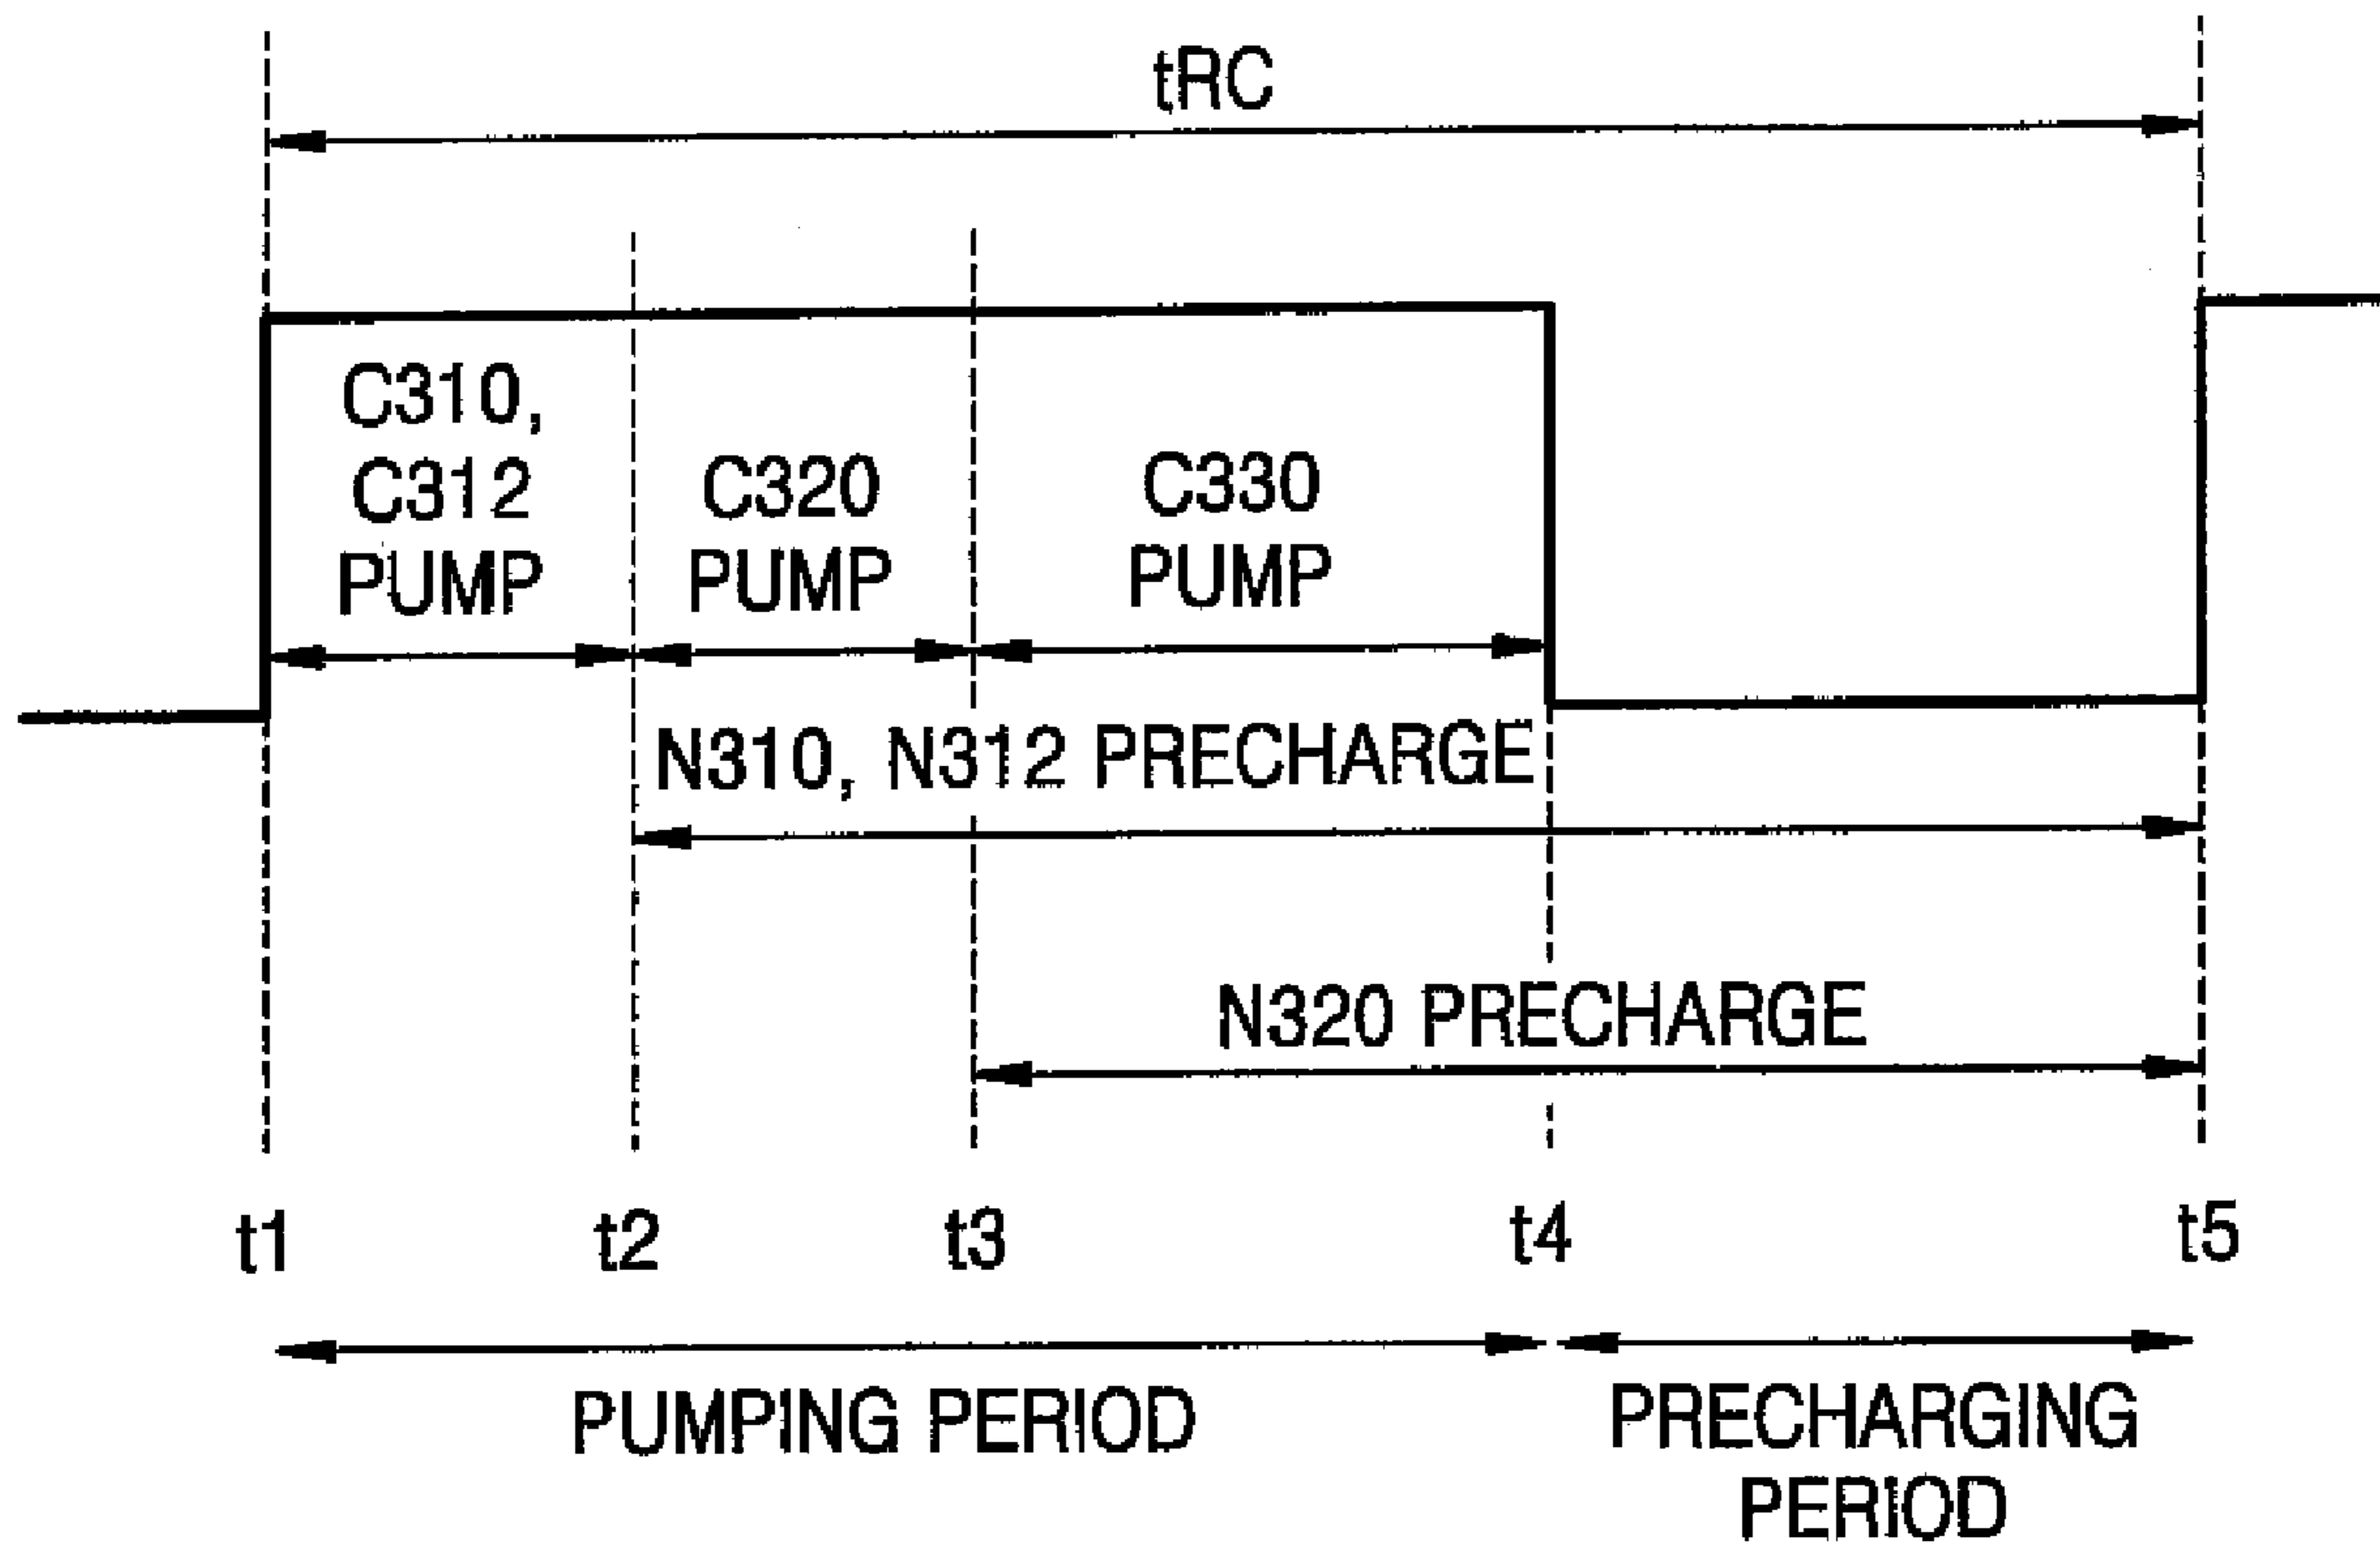 tRC
C310,
C312
PUMP
C320
PUMP
C330
PUMP
N310, N312 PRECHARGE
N320 PRECHARGE
t1
t2
t3
t4
t5
PUMPING PERIOD
PRECHARGING
PERIOD